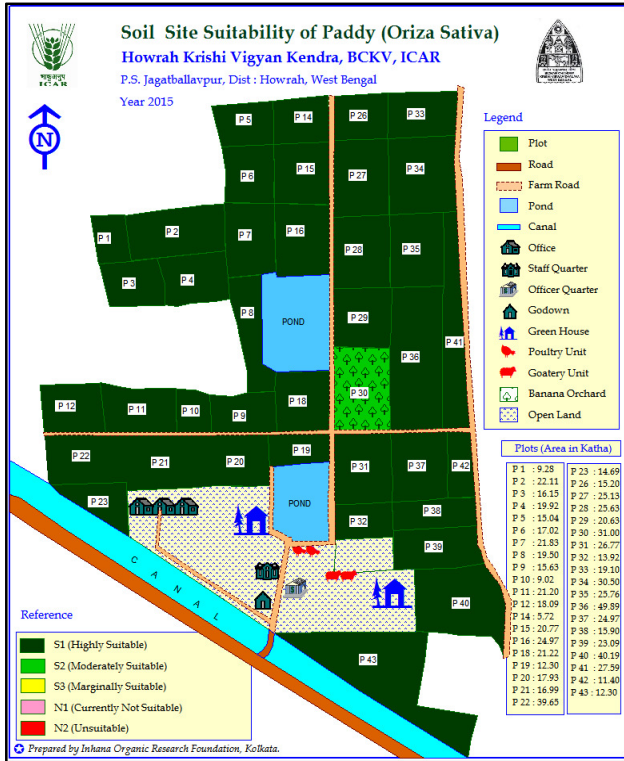 Soil Site Suitability of Paddy (Oriza Sativa)
Howrah Krishi Vigyan Kendra, BCKV, ICAR
P.S. Jagatballavpur, Dist : Howrah, West Bengal
Year 2015
ICAR
N
Legend
Plot
Road
Farm Road
Pond
Canal
Office
Staff Quarter
Officer Quarter
Godown
Green House
Poultry Unit
Goatery Unit
Banana Orchard
Open Land
P 5
P 14
P 26
P 33
P 6
P 15
P 27
P 34
P 1
P 2
P 7
P 16
P 28
P 35
P 3
P 4
P 8
POND
P 29
P 41
P 36
P 30
P 12
P 11
P 10
P 9
P 18
P 22
P 21
P 20
P 19
P 31
P 37
P 42
P 23
POND
P 32
P 38
P 39
P 40
P 43
CANAL
Plots (Area in Katha)
P 1 : 9.28
P 2 : 22.11
P 3 : 16.15
P 4 : 19.92
P 5 : 15.04
P 6 : 17.02
P 7 : 21.83
P 8 : 19.50
P 9 : 15.63
P 10 : 9.02
P 11 : 21.20
P 12 : 18.09
P 14 : 5.72
P 15 : 20.77
P 16 : 24.97
P 18 : 21.22
P 19 : 12.30
P 20 : 17.93
P 21 : 16.99
P 22 : 39.65
P 23 : 14.69
P 26 : 15.20
P 27 : 25.13
P 28 : 25.63
P 29 : 20.63
P 30 : 31.00
P 31 : 26.77
P 32 : 13.92
P 33 : 19.10
P 34 : 30.50
P 35 : 25.76
P 36 : 49.89
P 37 : 24.97
P 38 : 15.90
P 39 : 23.09
P 40 : 40.19
P 41 : 27.59
P 42 : 11.40
P 43 : 12.30
Reference
S1 (Highly Suitable)
S2 (Moderately Suitable)
S3 (Marginally Suitable)
N1 (Currently Not Suitable)
N2 (Unsuitable)
Prepared by Inhana Organic Research Foundation, Kolkata.